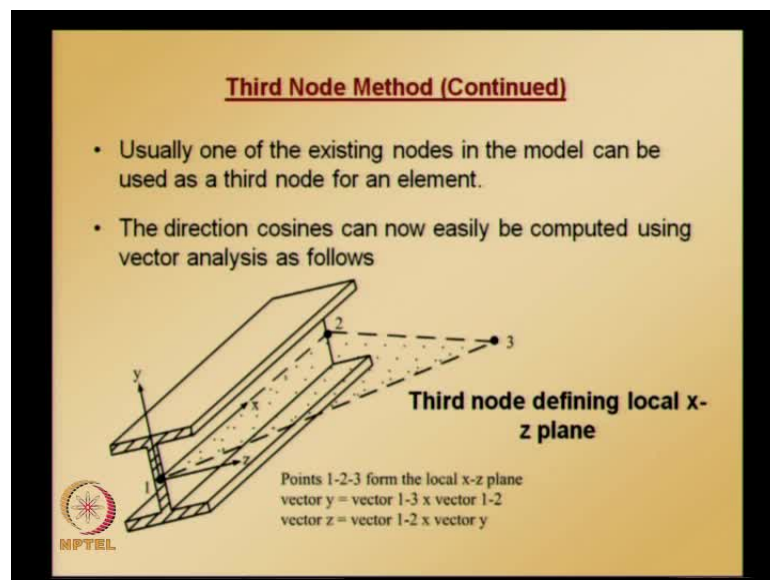 Third Node Method (Continued)
• Usually one of the existing nodes in the model can be
used as a third node for an element.
• The direction cosines can now easily be computed using
vector analysis as follows
2
3
y
x
Third node defining local x-
z plane
z
1
Points 1-2-3 form the local x-z plane
vector y = vector 1-3 x vector 1-2
vector z = vector 1-2 x vector y
NPTEL